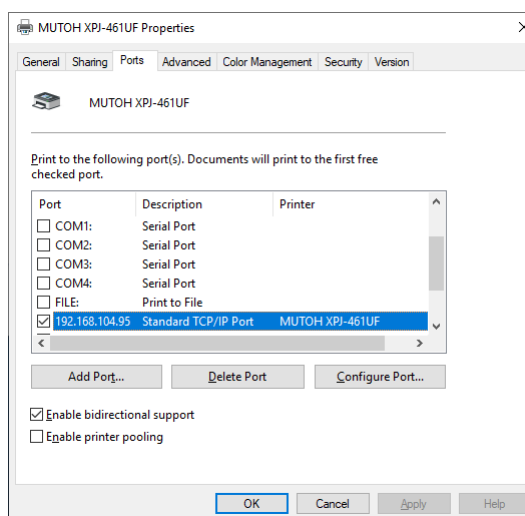 MUTOH XPJ-461UF Properties
General Sharing Ports Advanced Color Management Security Version
MUTOH XPJ-461UF
Print to the following port(s). Documents will print to the first free
checked port.
Port Description Printer
COM1: Serial Port
COM2: Serial Port
COM3: Serial Port
COM4: Serial Port
FILE: Print to File
192.168.104.95 Standard TCP/IP Port MUTOH XPJ-461UF
Add Port... Delete Port Configure Port...
Enable bidirectional support
Enable printer pooling
OK Cancel Apply Help